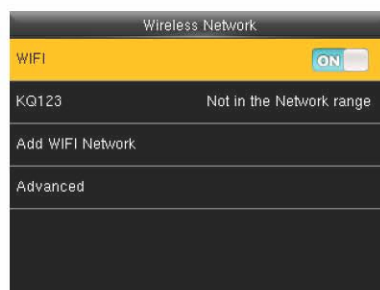 Wireless Network
WIFI ON
KQ123 Not in the Network range
Add WIFI Network
Advanced